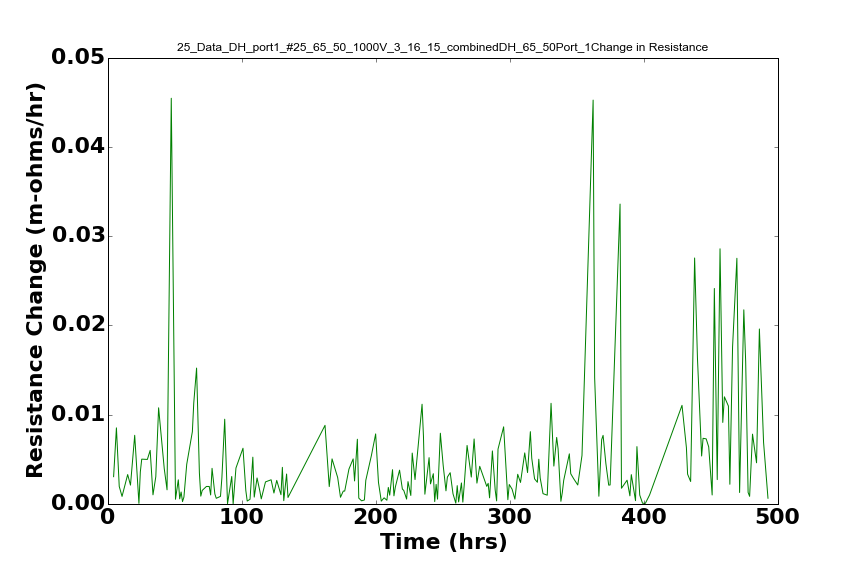 25_Data_DH_port1_#25_65_50_1000V_3_16_15_combinedDH_65_50Port_1Change in Resistance
Resistance Change (m-ohms/hr)
0.05
0.04
0.03
0.02
0.01
0.00
0 100 200 300 400 500
Time (hrs)